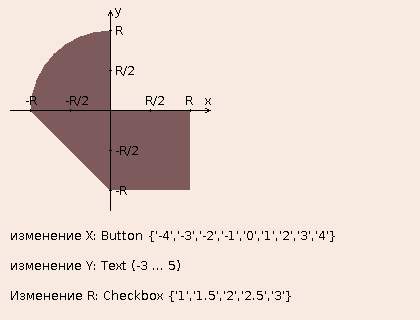 y
R
R/2
-R -R/2 R/2 R x
-R/2
-R
изменение X: Button {'-4','-3','-2','-1','0','1','2','3','4'}
изменение Y: Text (-3 ... 5)
Изменение R: Checkbox {'1','1.5','2','2.5','3'}